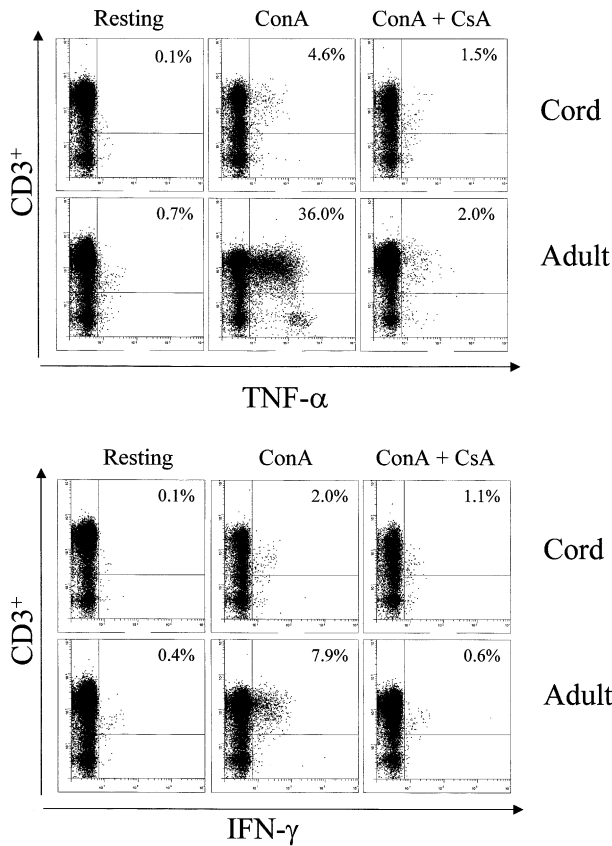 Resting ConA ConA + CsA
0.1% 4.6% 1.5%
Cord
CD3+
0.7% 36.0% 2.0%
Adult
TNF-α
Resting ConA ConA + CsA
0.1% 2.0% 1.1%
Cord
CD3+
0.4% 7.9% 0.6%
Adult
IFN-γ